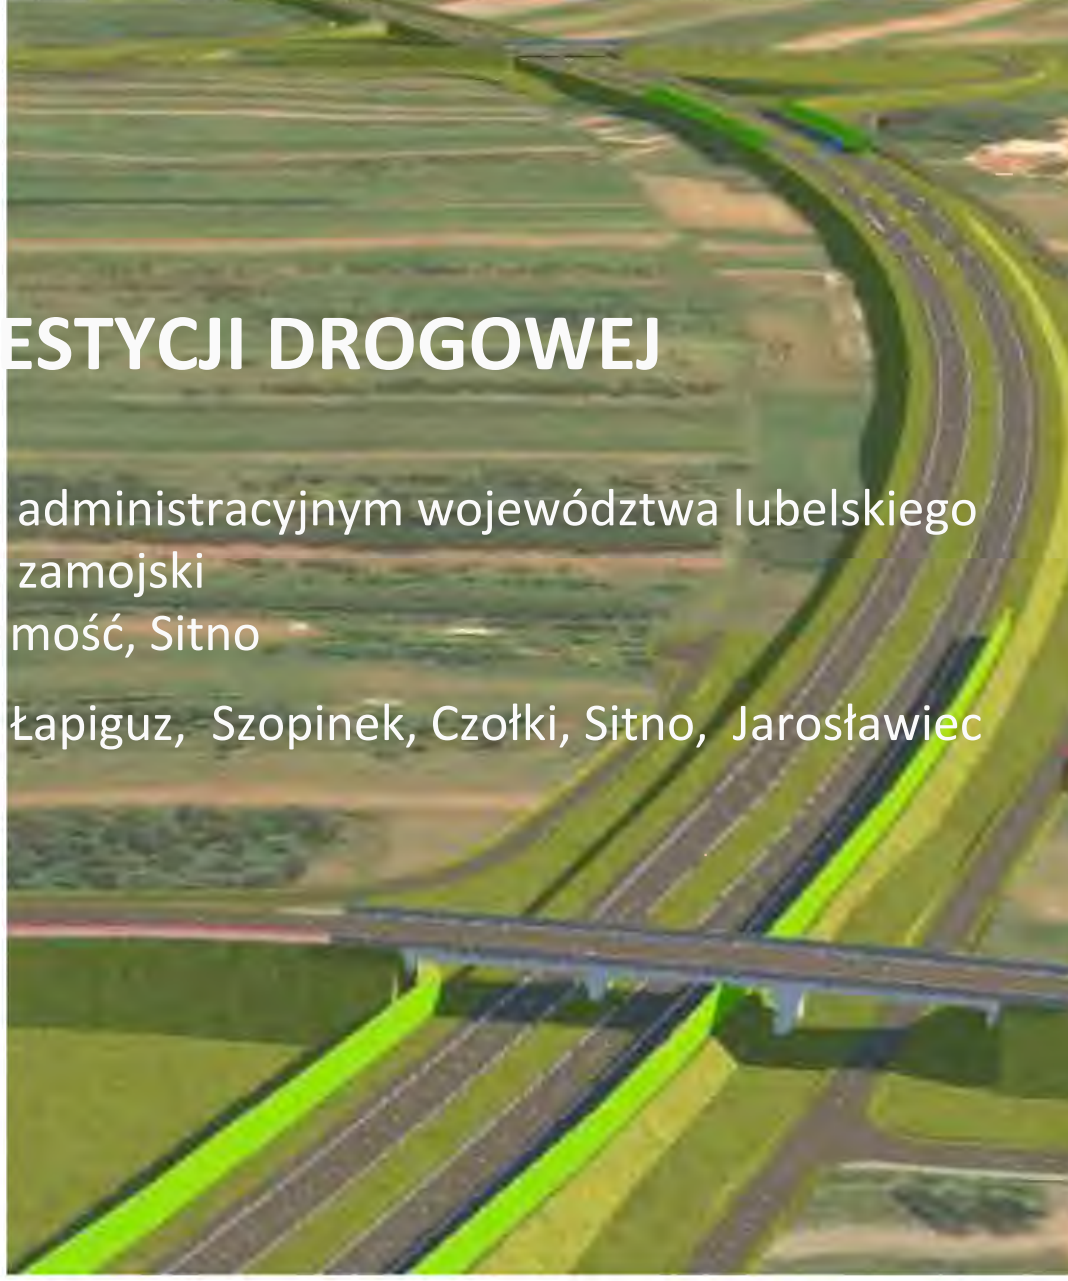 ESTYCJI DROGOWEJ
administracyjnym województwa lubelskiego
zamojski
mość, Sitno
Łapiguz, Szopinek, Czołki, Sitno, Jarosławiec